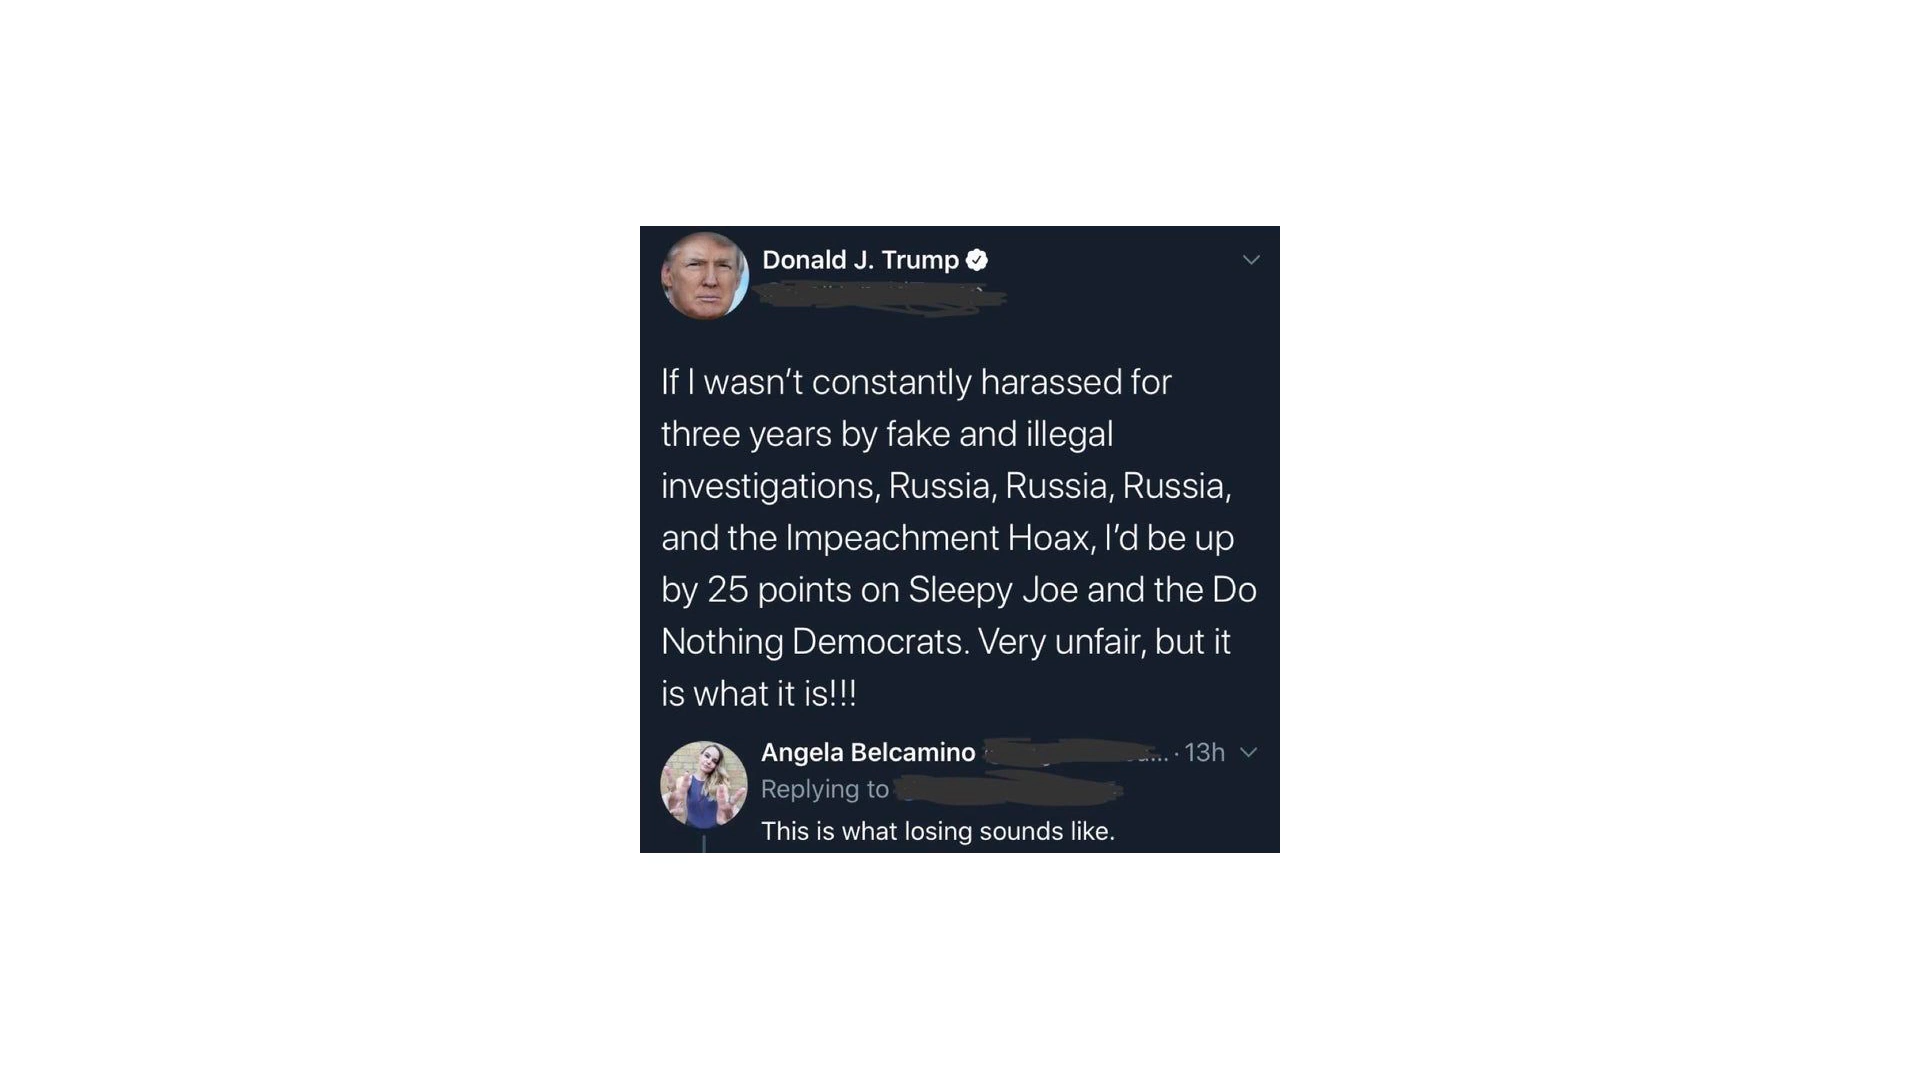 Donald J. Trump
If I wasn’t constantly harassed for
three years by fake and illegal
investigations, Russia, Russia, Russia,
and the Impeachment Hoax, I’d be up
by 25 points on Sleepy Joe and the Do
Nothing Democrats. Very unfair, but it
is what it is!!!
Angela Belcamino ... · 13h
Replying to
This is what losing sounds like.